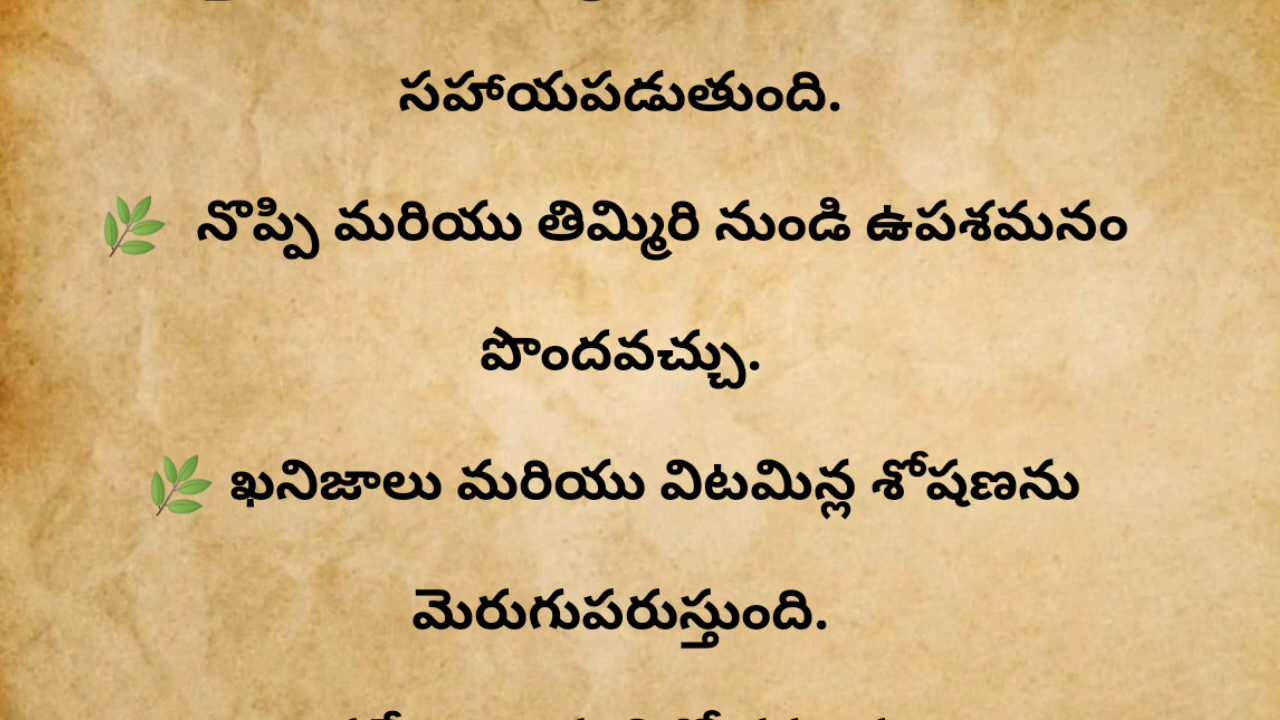 సహాయపడుతుంది.
🌿 నొప్పి మరియు తిమ్మిరి నుండి ఉపశమనం
పొందవచ్చు.
🌿 ఖనిజాలు మరియు విటమిన్ల శోషణను
మెరుగుపరుస్తుంది.